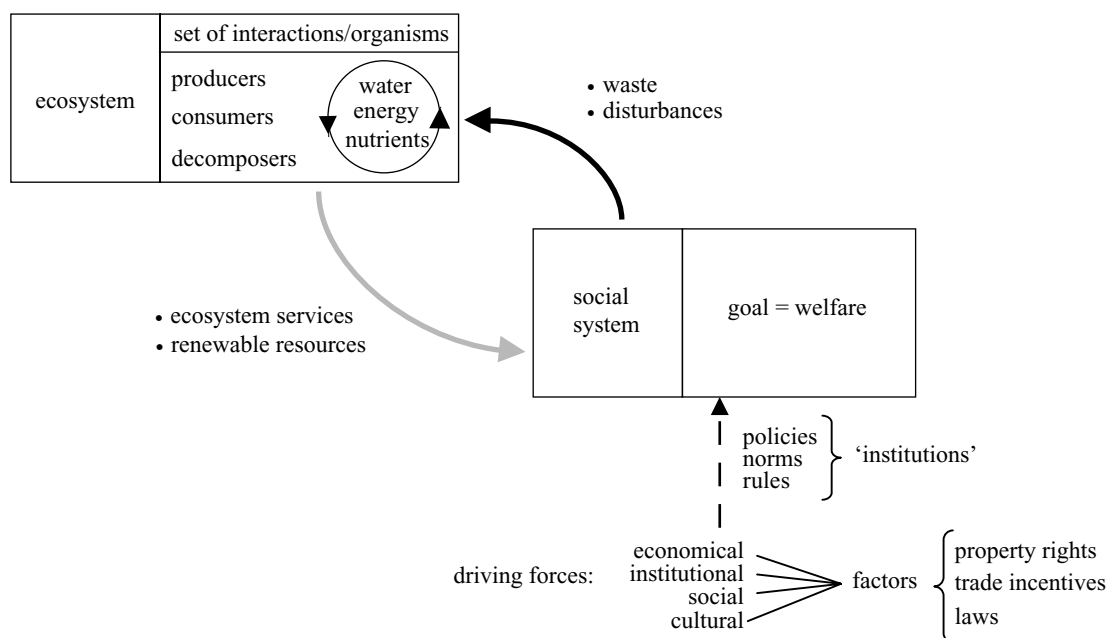 set of interactions/organisms
ecosystem
producers
consumers
decomposers
water
energy
nutrients
• waste
• disturbances
• ecosystem services
• renewable resources
social
system
goal = welfare
policies
norms
rules
‘institutions’
driving forces:
economical
institutional
social
cultural
factors
property rights
trade incentives
laws